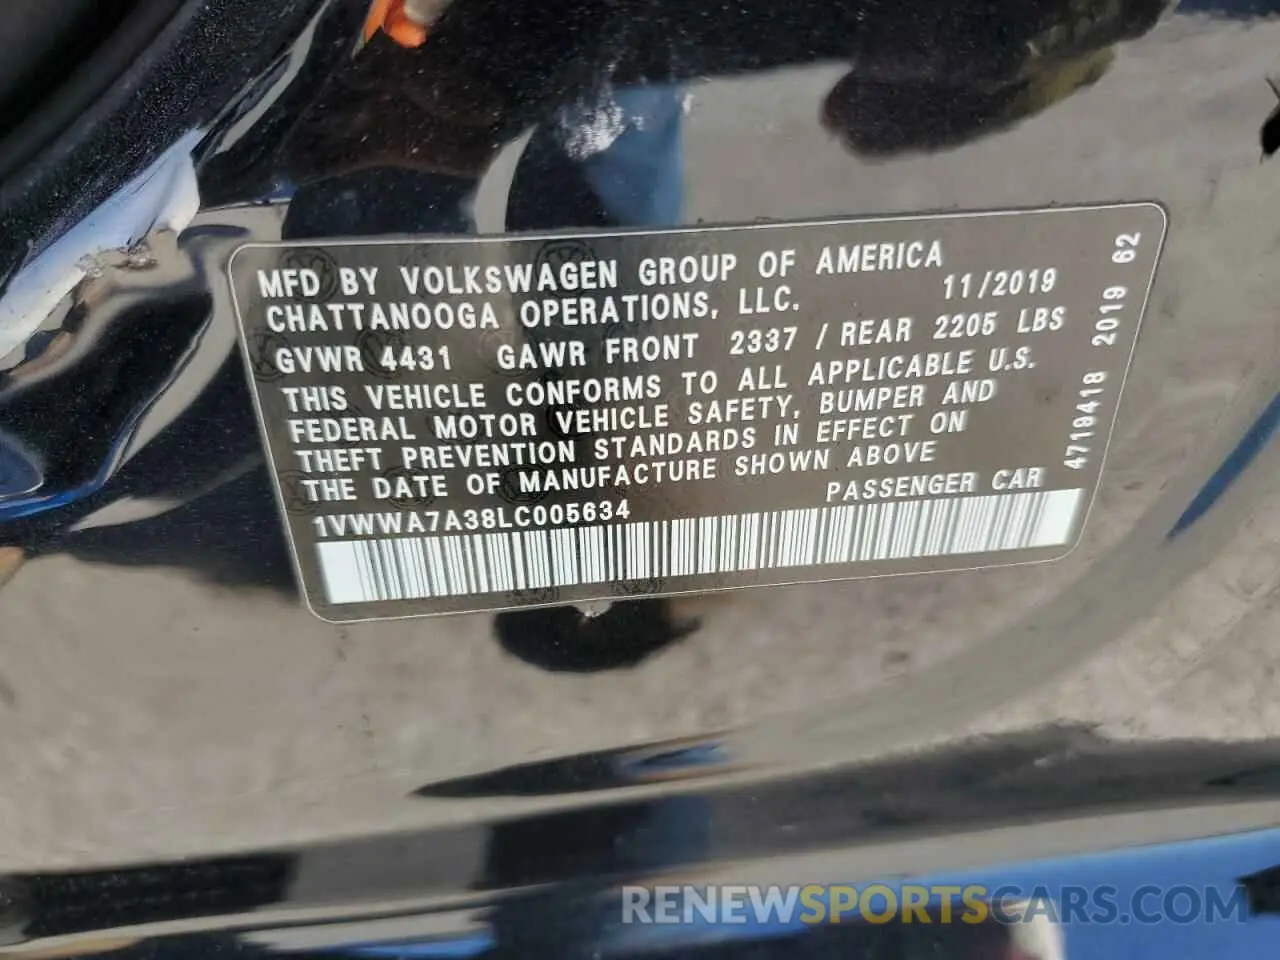 MFD BY VOLKSWAGEN GROUP OF AMERICA
CHATTANOOGA OPERATIONS, LLC.
11/2019
GVWR 4431 GAWR FRONT 2337 / REAR 2205 LBS
THIS VEHICLE CONFORMS TO ALL APPLICABLE U.S.
FEDERAL MOTOR VEHICLE SAFETY, BUMPER AND
THEFT PREVENTION STANDARDS IN EFFECT ON
THE DATE OF MANUFACTURE SHOWN ABOVE
1VWWA7A38LC005634
PASSENGER CAR
4719418 2019 62
RENEWSPORTSCARS.COM